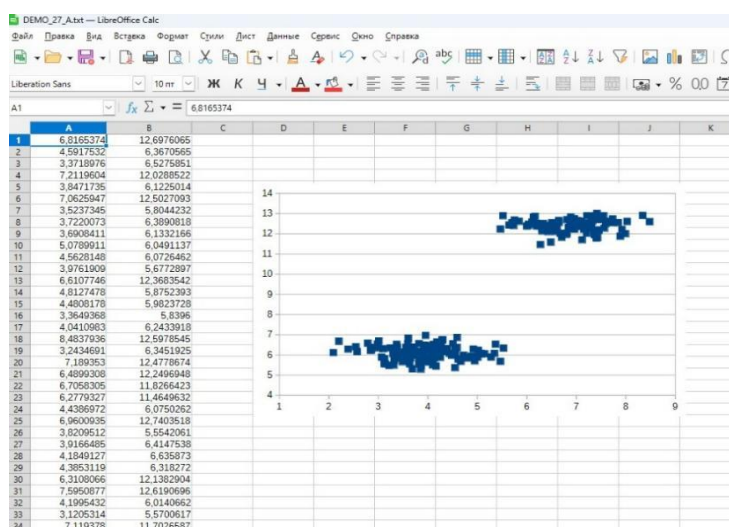 DEMO_27_A.txt — LibreOffice Calc
Файл Правка Вид Вставка Формат Стили Лист Данные Сервис Окно Справка
Liberation Sans 10 пт Ж К Ч A % 0,0
A1 fx Σ = 6,8165374
A B C D E F G H I J K
1 6,8165374 12,6976065
2 4,5917532 6,3670565
3 3,3718976 6,5275851
4 7,2119604 12,0288522
5 3,8471735 6,1225014
6 7,0625947 12,5027093
7 3,5237345 5,8044232
8 3,7220073 6,3890818
9 3,6908411 6,1332166
10 5,0789911 6,0491137
11 4,5628148 6,0726462
12 3,9761909 5,6772897
13 6,6107746 12,3683542
14 4,8127478 5,8752393
15 4,4808178 5,9823728
16 3,3649368 5,8396
17 4,0410983 6,2433918
18 8,4837936 12,5978545
19 3,2434691 6,3451925
20 7,189353 12,4778674
21 6,4899308 12,2496948
22 6,7058305 11,8266423
23 6,2779327 11,4649632
24 4,4386972 6,0750262
25 6,9600935 12,7403518
26 3,8209512 5,5542061
27 3,9166485 6,4147538
28 4,1849127 6,635873
29 4,3853119 6,318272
30 6,3108066 12,1382904
31 7,5950877 12,6190696
32 4,1995432 6,0140662
33 3,1205314 5,5700617
34 7,119378 11,7026587
14
13
12
11
10
9
8
7
6
5
4
1 2 3 4 5 6 7 8 9